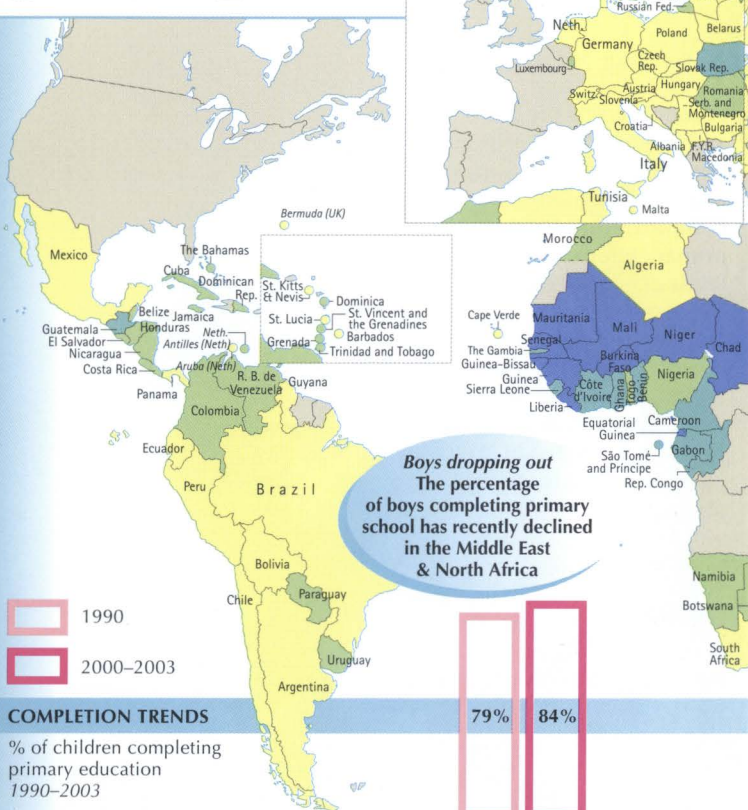 Russian Fed.
Neth.
Poland
Belarus
Germany
Luxembourg
Czech
Rep.
Slovak Rep.
Switz.
Austria
Hungary
Romania
Slovenia
Serb. and
Montenegro
Croatia
Bulgaria
Albania
F.Y.R.
Macedonia
Italy
Tunisia
Malta
Bermuda (UK)
Morocco
Algeria
Mexico
The Bahamas
Cuba
Dominican
Rep.
St. Kitts
& Nevis
Dominica
St. Lucia
St. Vincent and
the Grenadines
Barbados
Grenada
Trinidad and Tobago
Belize
Jamaica
Guatemala
Honduras
El Salvador
Nicaragua
Neth.
Antilles (Neth)
Costa Rica
Aruba (Neth)
Panama
R. B. de
Venezuela
Guyana
Colombia
Cape Verde
Mauritania
Mali
Niger
Chad
Senegal
The Gambia
Guinea-Bissau
Burkina
Faso
Guinea
Sierra Leone
Côte
d'Ivoire
Ghana
Togo
Benin
Nigeria
Liberia
Equatorial
Guinea
Cameroon
São Tomé
and Príncipe
Gabon
Rep. Congo
Ecuador
Peru
Brazil
Boys dropping out
The percentage
of boys completing primary
school has recently declined
in the Middle East
& North Africa
Bolivia
Chile
Paraguay
Namibia
Botswana
South
Africa
Uruguay
Argentina
1990
2000–2003
COMPLETION TRENDS
79%
84%
% of children completing
primary education
1990–2003